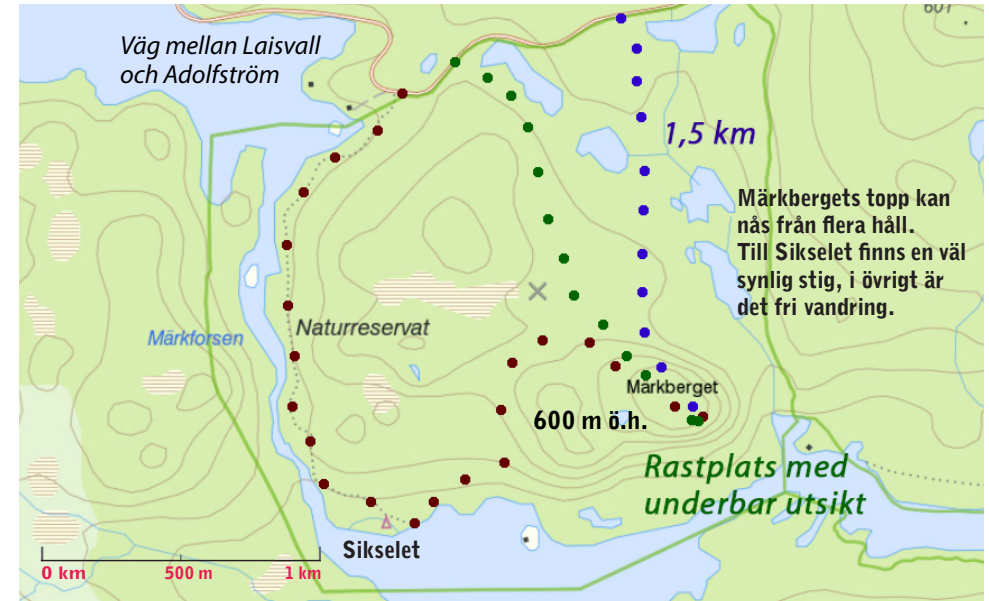 601
Väg mellan Laisvall
och Adolfström
1,5 km
Märkbergets topp kan
nås från flera håll.
Till Sikselet finns en väl
synlig stig, i övrigt är
det fri vandring.
Naturreservat
Märkforsen
Märkberget
600 m ö.h.
Rastplats med
underbar utsikt
Sikselet
0 km 500 m 1 km